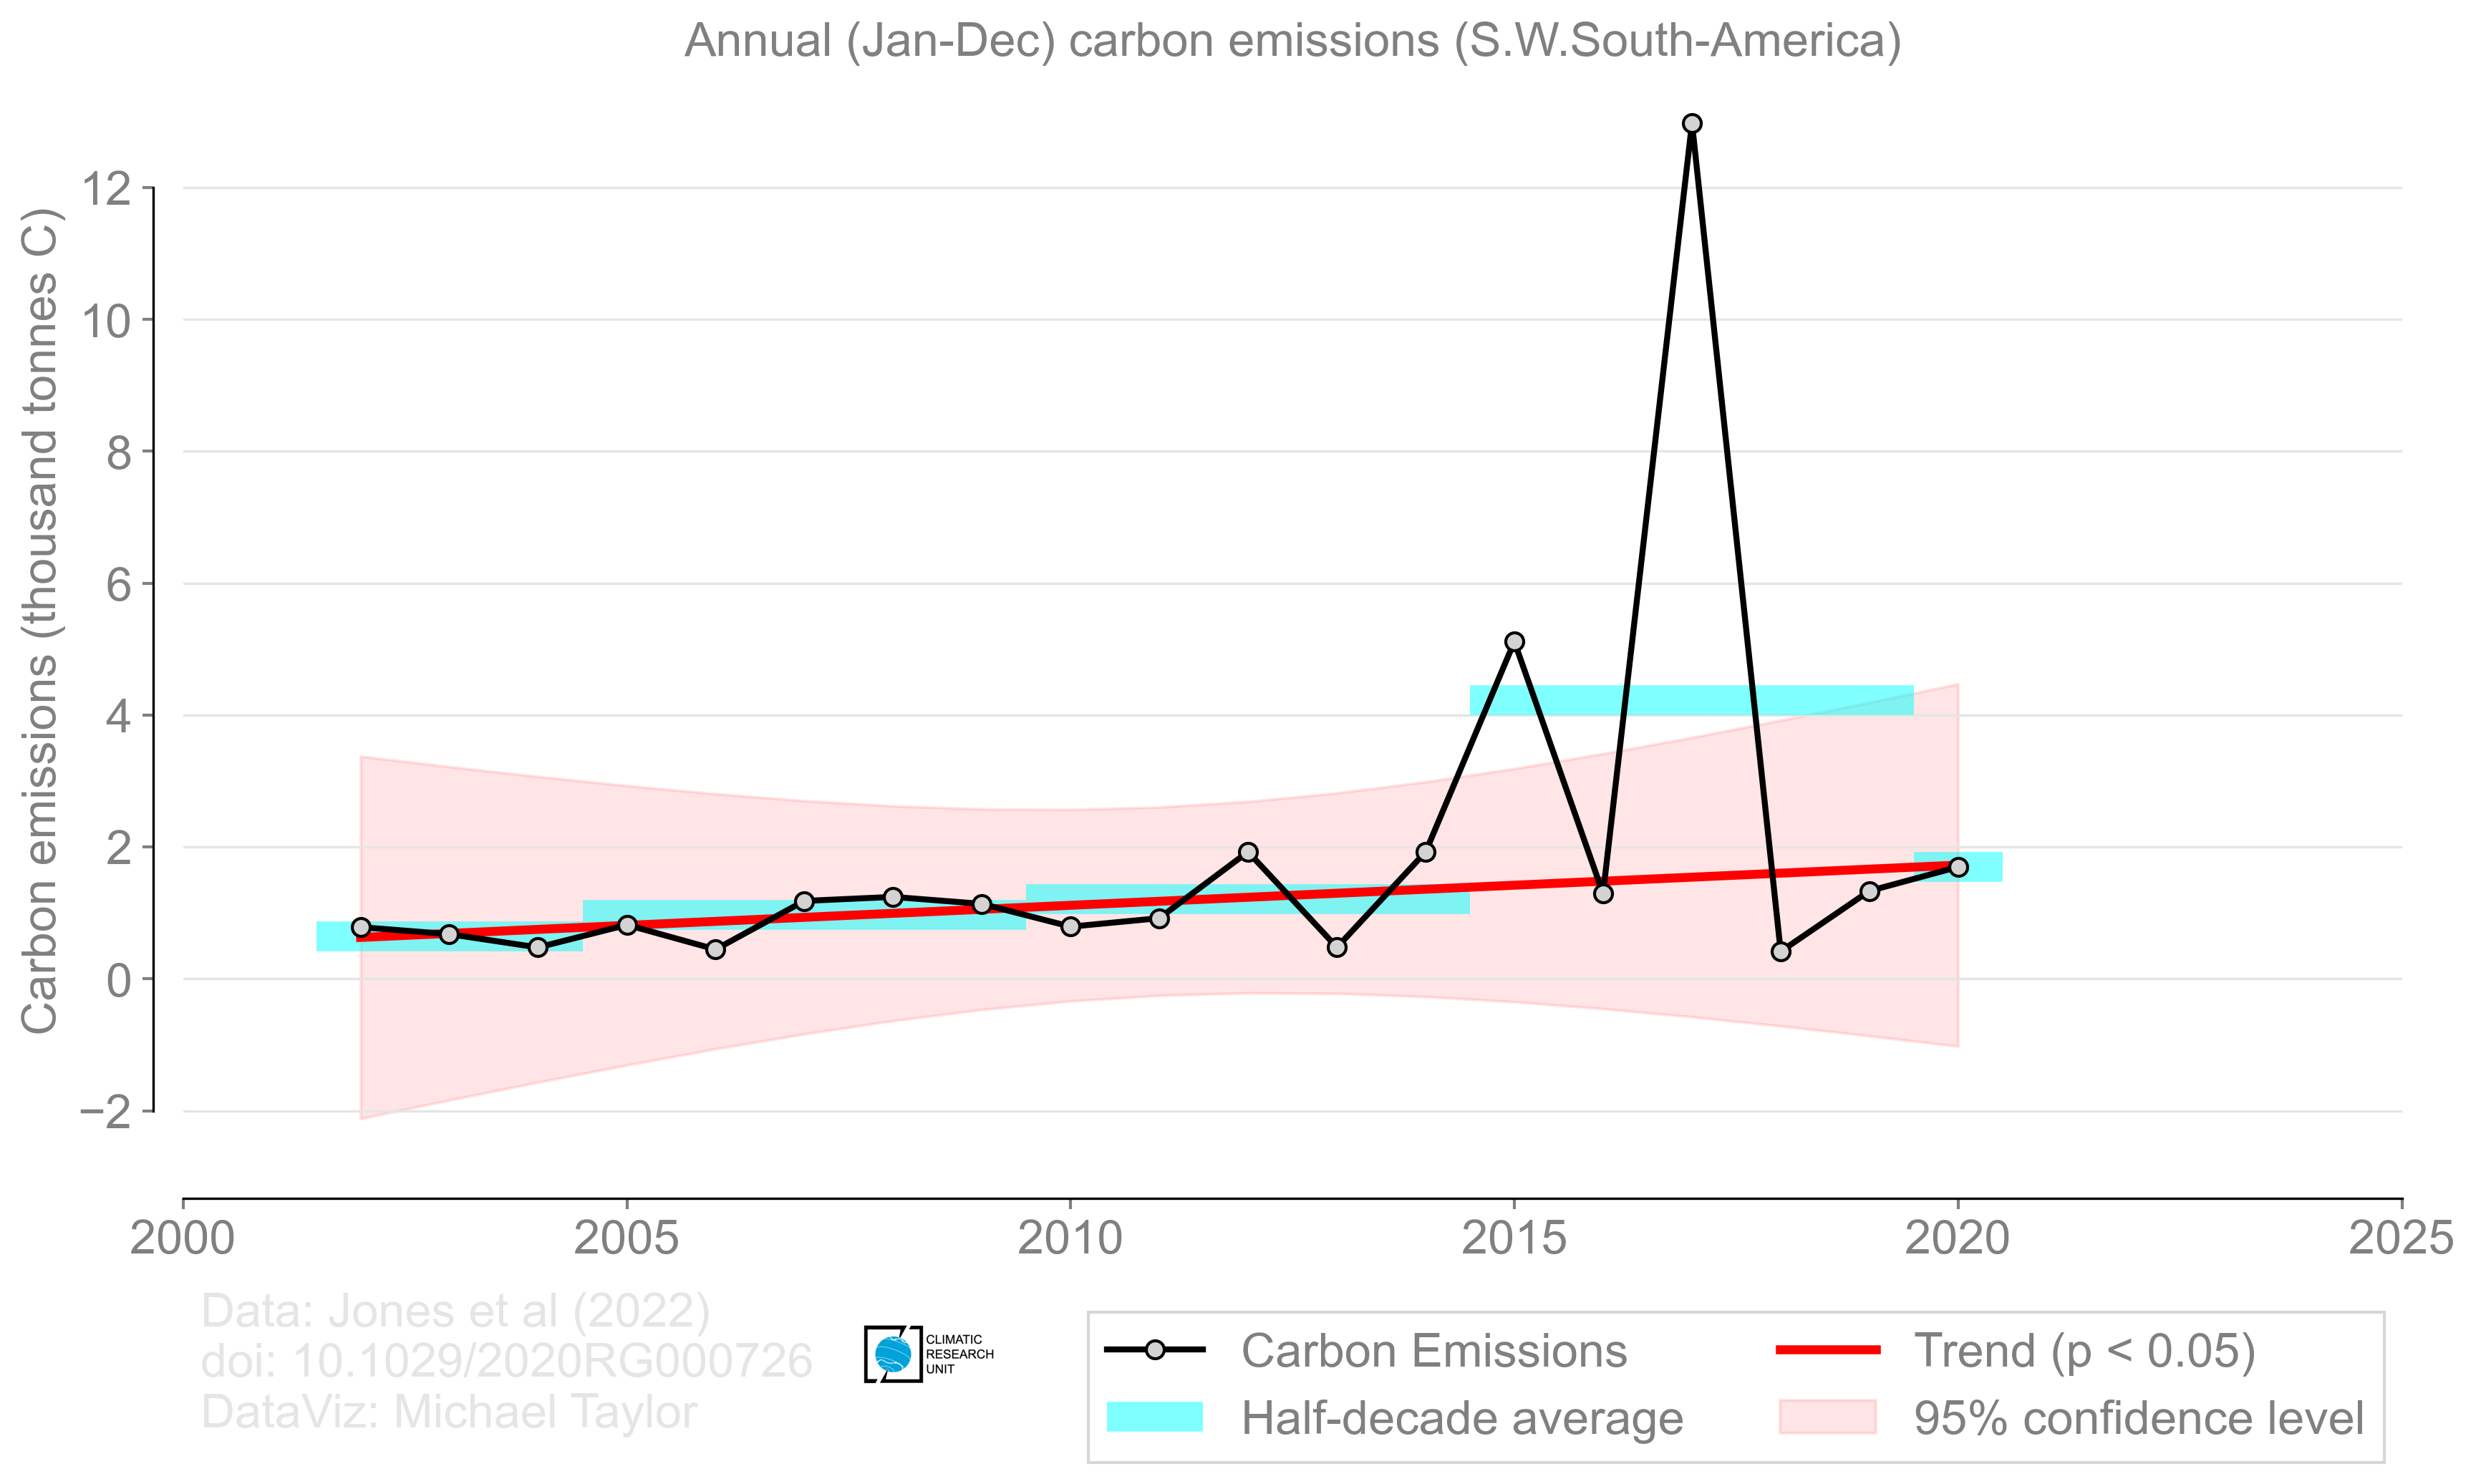 Annual (Jan-Dec) carbon emissions (S.W.South-America)
Carbon emissions (thousand tonnes C)
12
10
8
6
4
2
0
−2
2000 2005 2010 2015 2020 2025
Data: Jones et al (2022)
doi: 10.1029/2020RG000726
DataViz: Michael Taylor
CLIMATIC
RESEARCH
UNIT
Carbon Emissions
Half-decade average
Trend (p < 0.05)
95% confidence level